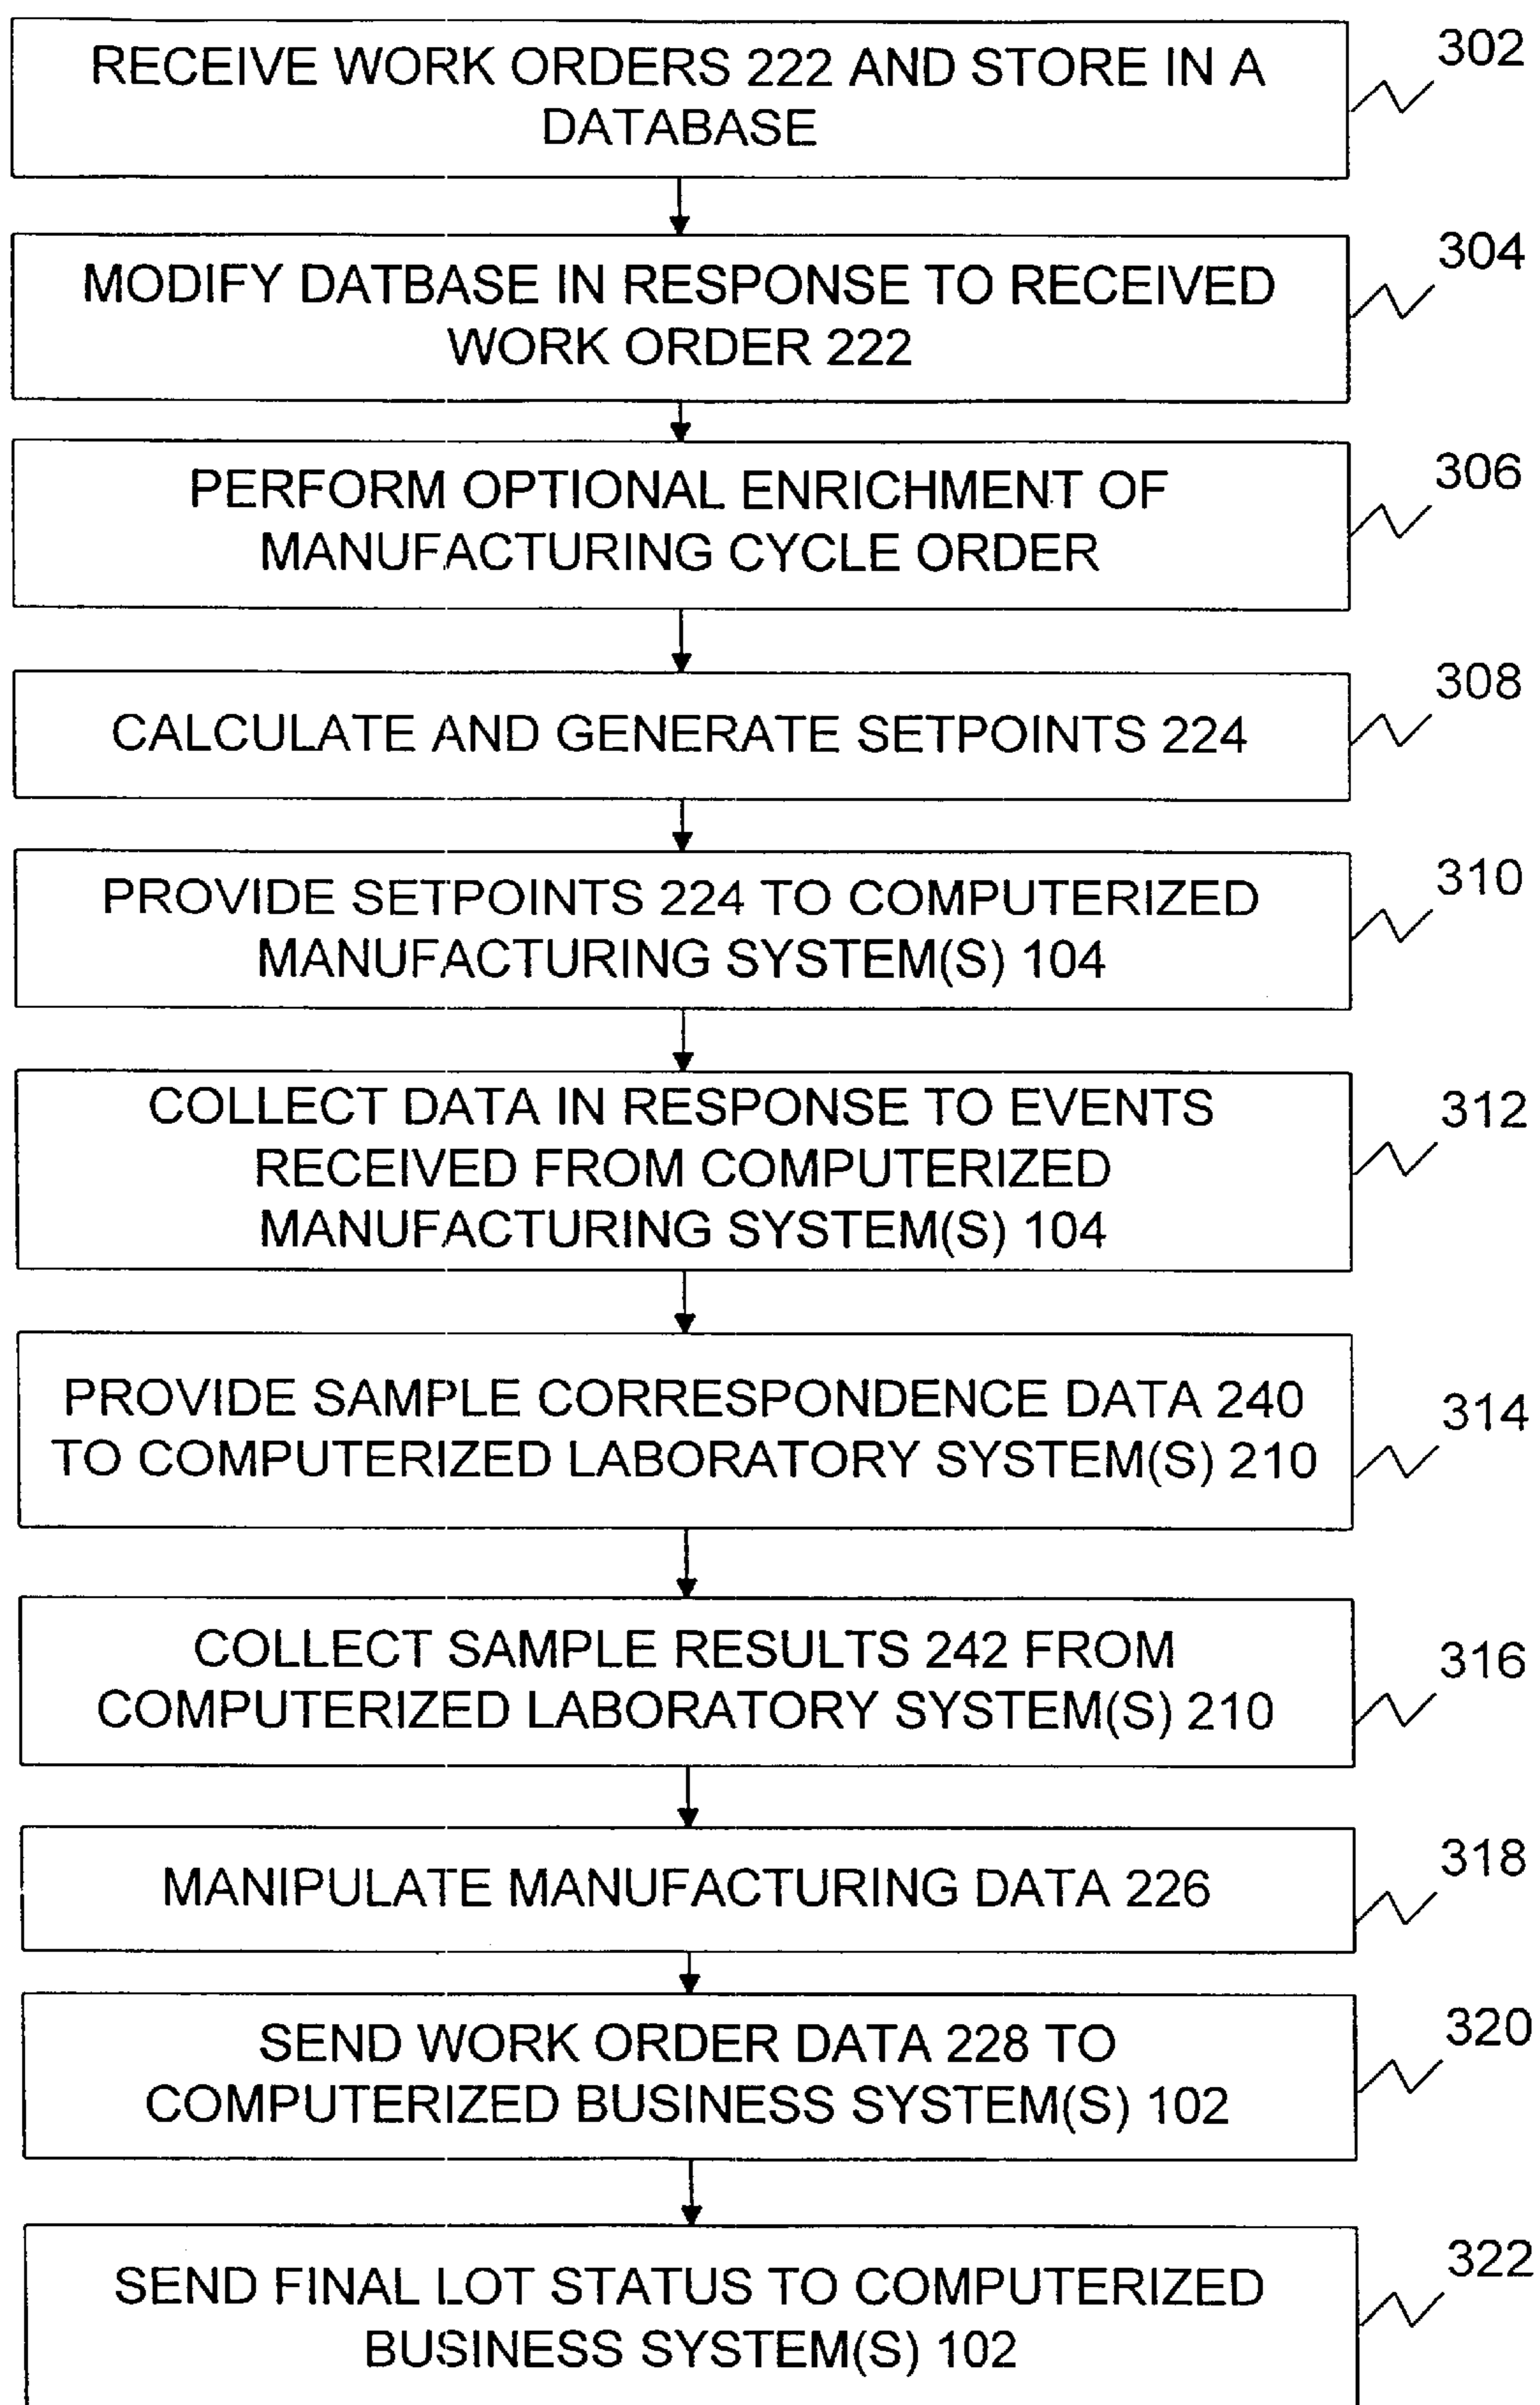 RECEIVE WORK ORDERS 222 AND STORE IN A
DATABASE
302
MODIFY DATBASE IN RESPONSE TO RECEIVED
WORK ORDER 222
304
PERFORM OPTIONAL ENRICHMENT OF
MANUFACTURING CYCLE ORDER
306
CALCULATE AND GENERATE SETPOINTS 224
308
PROVIDE SETPOINTS 224 TO COMPUTERIZED
MANUFACTURING SYSTEM(S) 104
310
COLLECT DATA IN RESPONSE TO EVENTS
RECEIVED FROM COMPUTERIZED
MANUFACTURING SYSTEM(S) 104
312
PROVIDE SAMPLE CORRESPONDENCE DATA 240
TO COMPUTERIZED LABORATORY SYSTEM(S) 210
314
COLLECT SAMPLE RESULTS 242 FROM
COMPUTERIZED LABORATORY SYSTEM(S) 210
316
MANIPULATE MANUFACTURING DATA 226
318
SEND WORK ORDER DATA 228 TO
COMPUTERIZED BUSINESS SYSTEM(S) 102
320
SEND FINAL LOT STATUS TO COMPUTERIZED
BUSINESS SYSTEM(S) 102
322